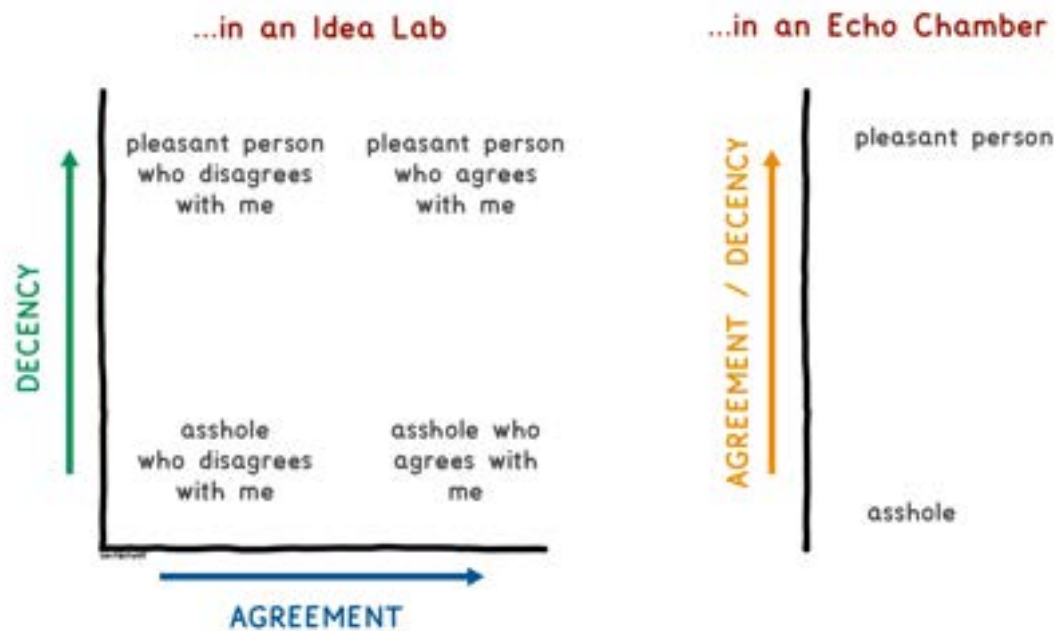 ...in an Idea Lab
...in an Echo Chamber
DECENCY
pleasant person
who disagrees
with me
pleasant person
who agrees
with me
asshole
who disagrees
with me
asshole who
agrees with
me
AGREEMENT
AGREEMENT / DECENCY
pleasant person
asshole